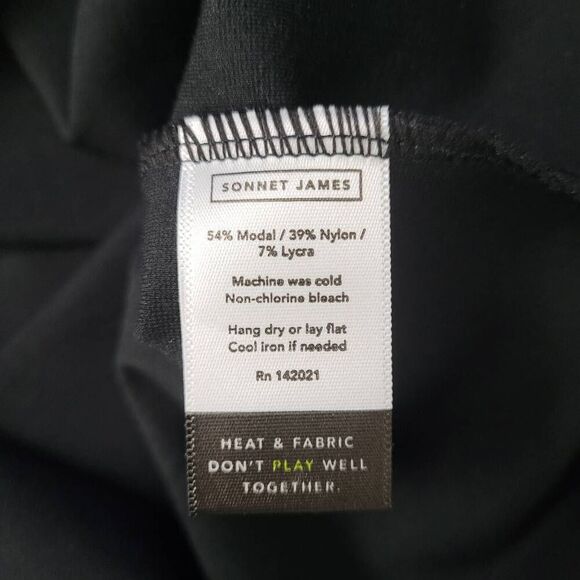 SONNET JAMES
54% Modal / 39% Nylon /
7% Lycra
Machine was cold
Non-chlorine bleach
Hang dry or lay flat
Cool iron if needed
Rn 142021
HEAT & FABRIC
DON'T PLAY WELL
TOGETHER.